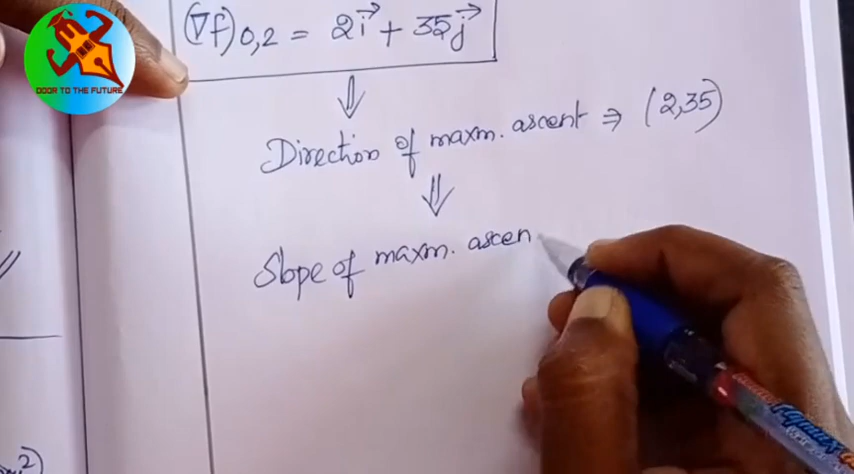 (∇f)0,2 = 2i⃗ + 35j⃗
DOOR TO THE FUTURE
⇓
Direction of maxm. ascent ⇒ (2,35)
⇓
Slope of maxm. ascen